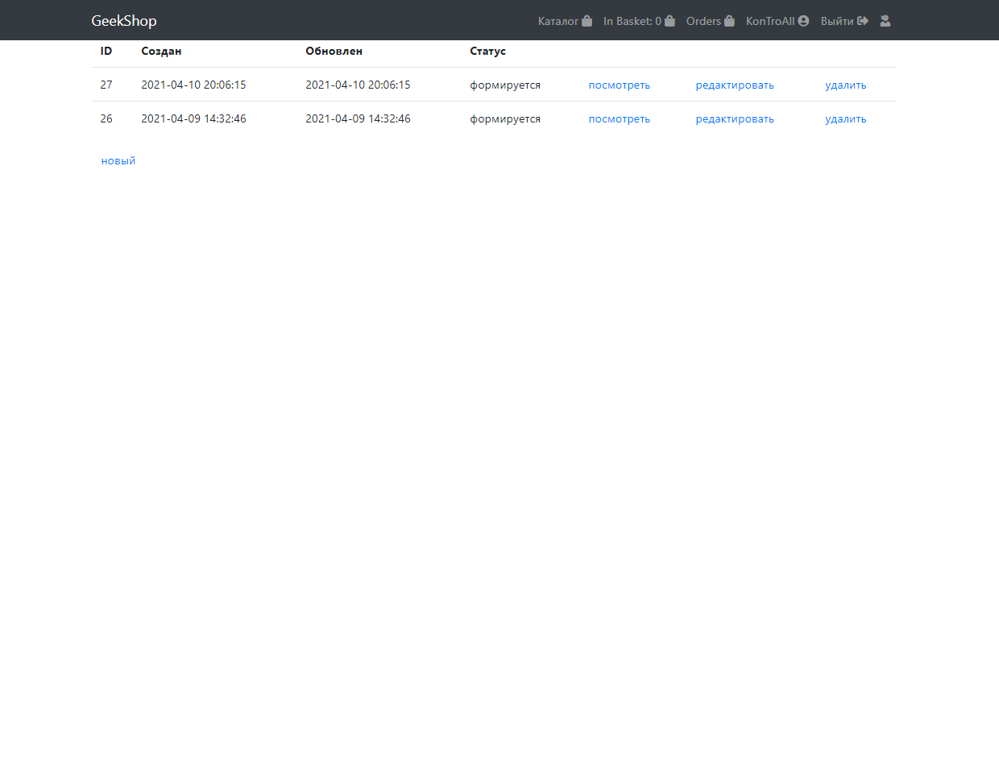 GeekShop Каталог In Basket: 0 Orders KonTroAll Выйти
ID Создан Обновлен Статус
27 2021-04-10 20:06:15 2021-04-10 20:06:15 формируется посмотреть редактировать удалить
26 2021-04-09 14:32:46 2021-04-09 14:32:46 формируется посмотреть редактировать удалить
новый